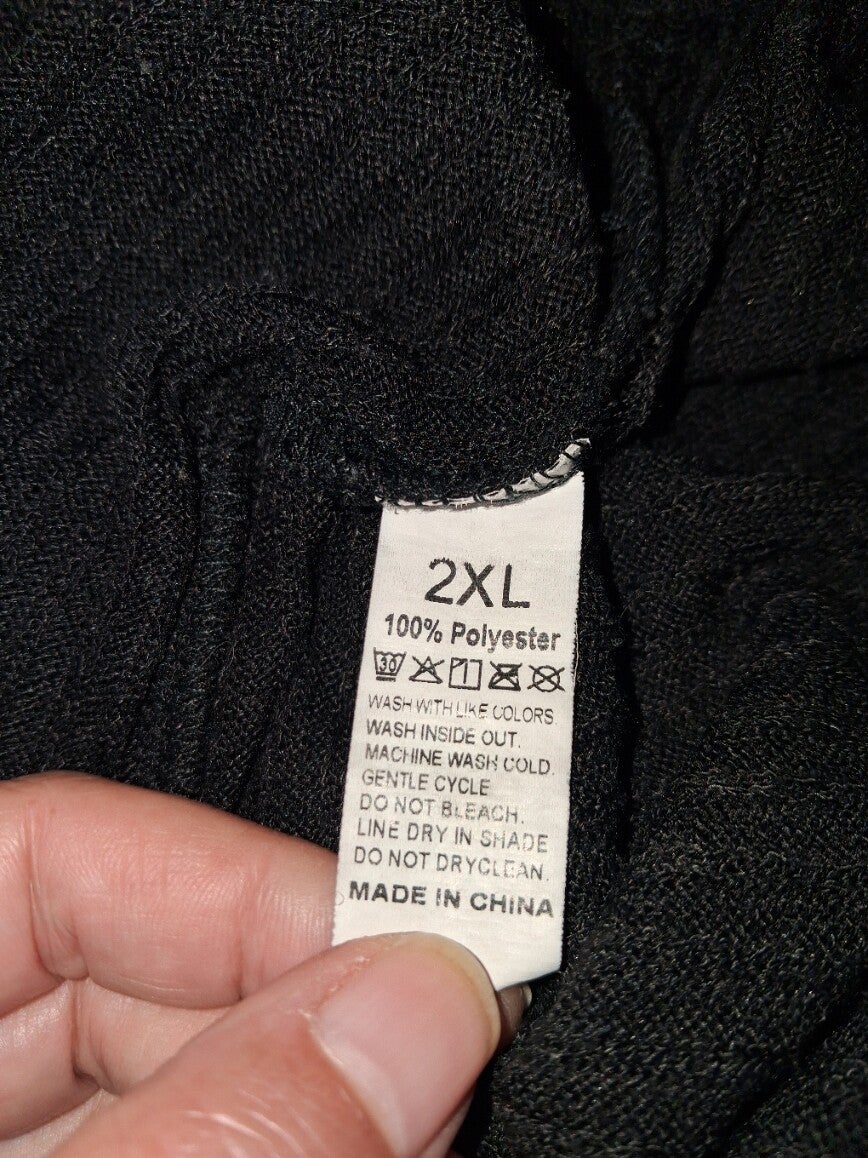 2XL
100% Polyester
30
WASH WITH LIKE COLORS
WASH INSIDE OUT.
MACHINE WASH COLD.
GENTLE CYCLE
DO NOT BLEACH.
LINE DRY IN SHADE
DO NOT DRYCLEAN.
MADE IN CHINA